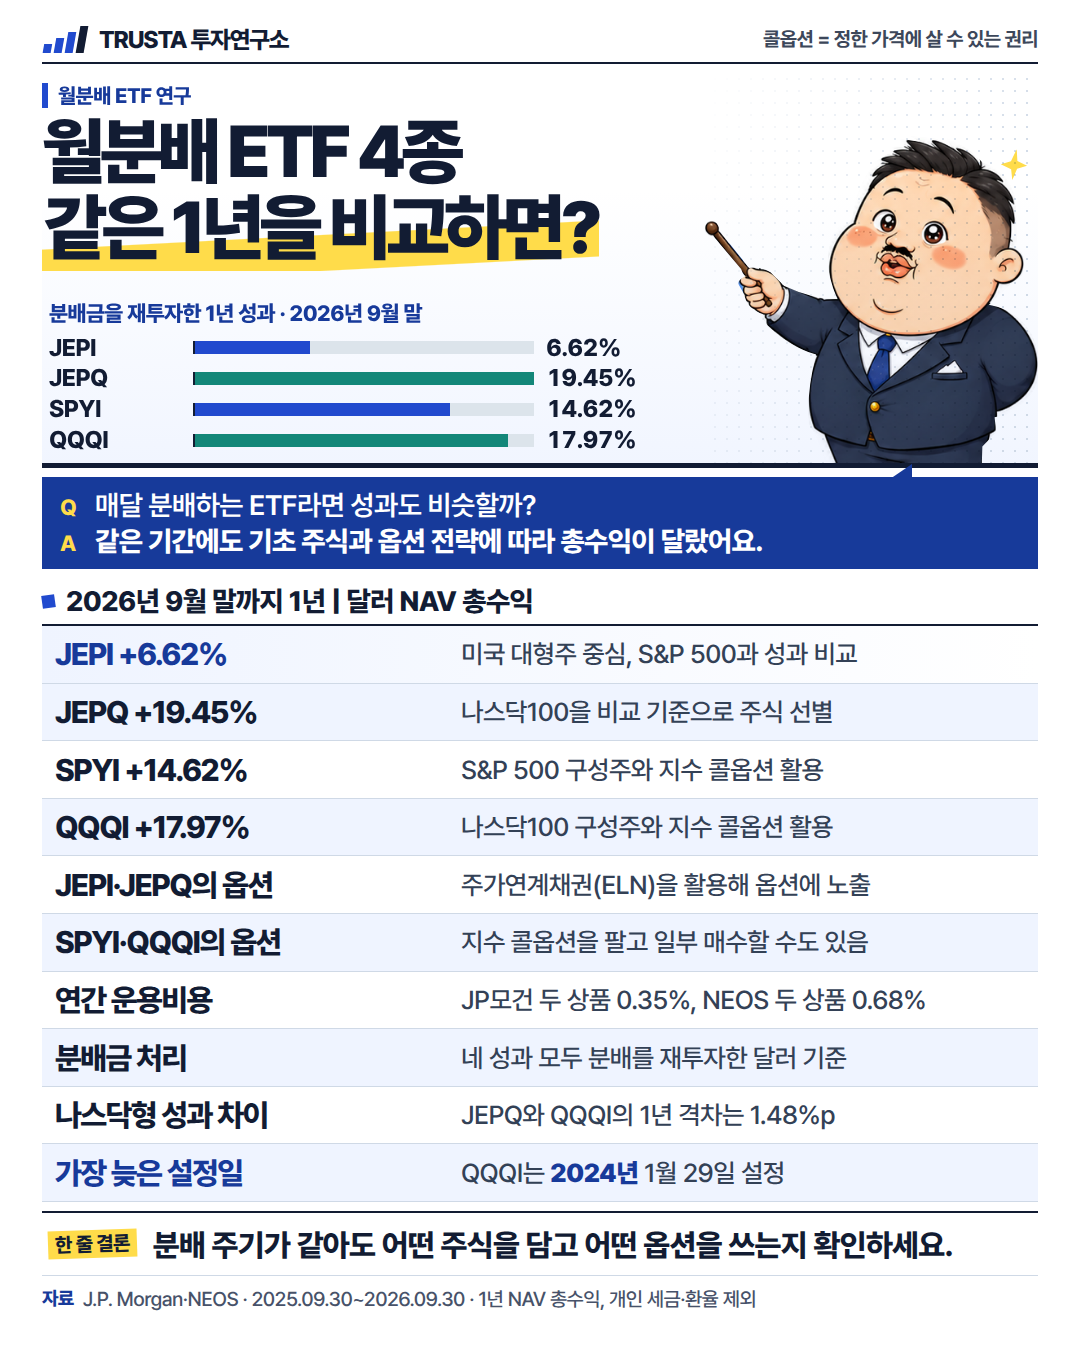 TRUSTA 투자연구소
콜옵션 = 정한 가격에 살 수 있는 권리
월분배 ETF 연구
월분배 ETF 4종
같은 1년을 비교하면?
분배금을 재투자한 1년 성과 · 2026년 9월 말
JEPI 6.62%
JEPQ 19.45%
SPYI 14.62%
QQQI 17.97%
Q 매달 분배하는 ETF라면 성과도 비슷할까?
A 같은 기간에도 기초 주식과 옵션 전략에 따라 총수익이 달랐어요.
2026년 9월 말까지 1년 | 달러 NAV 총수익
JEPI +6.62% 미국 대형주 중심, S&P 500과 성과 비교
JEPQ +19.45% 나스닥100을 비교 기준으로 주식 선별
SPYI +14.62% S&P 500 구성주와 지수 콜옵션 활용
QQQI +17.97% 나스닥100 구성주와 지수 콜옵션 활용
JEPI·JEPQ의 옵션 주가연계채권(ELN)을 활용해 옵션에 노출
SPYI·QQQI의 옵션 지수 콜옵션을 팔고 일부 매수할 수도 있음
연간 운용비용 JP모건 두 상품 0.35%, NEOS 두 상품 0.68%
분배금 처리 네 성과 모두 분배를 재투자한 달러 기준
나스닥형 성과 차이 JEPQ와 QQQI의 1년 격차는 1.48%p
가장 늦은 설정일 QQQI는 2024년 1월 29일 설정
한 줄 결론 분배 주기가 같아도 어떤 주식을 담고 어떤 옵션을 쓰는지 확인하세요.
자료 J.P. Morgan·NEOS · 2025.09.30~2026.09.30 · 1년 NAV 총수익, 개인 세금·환율 제외